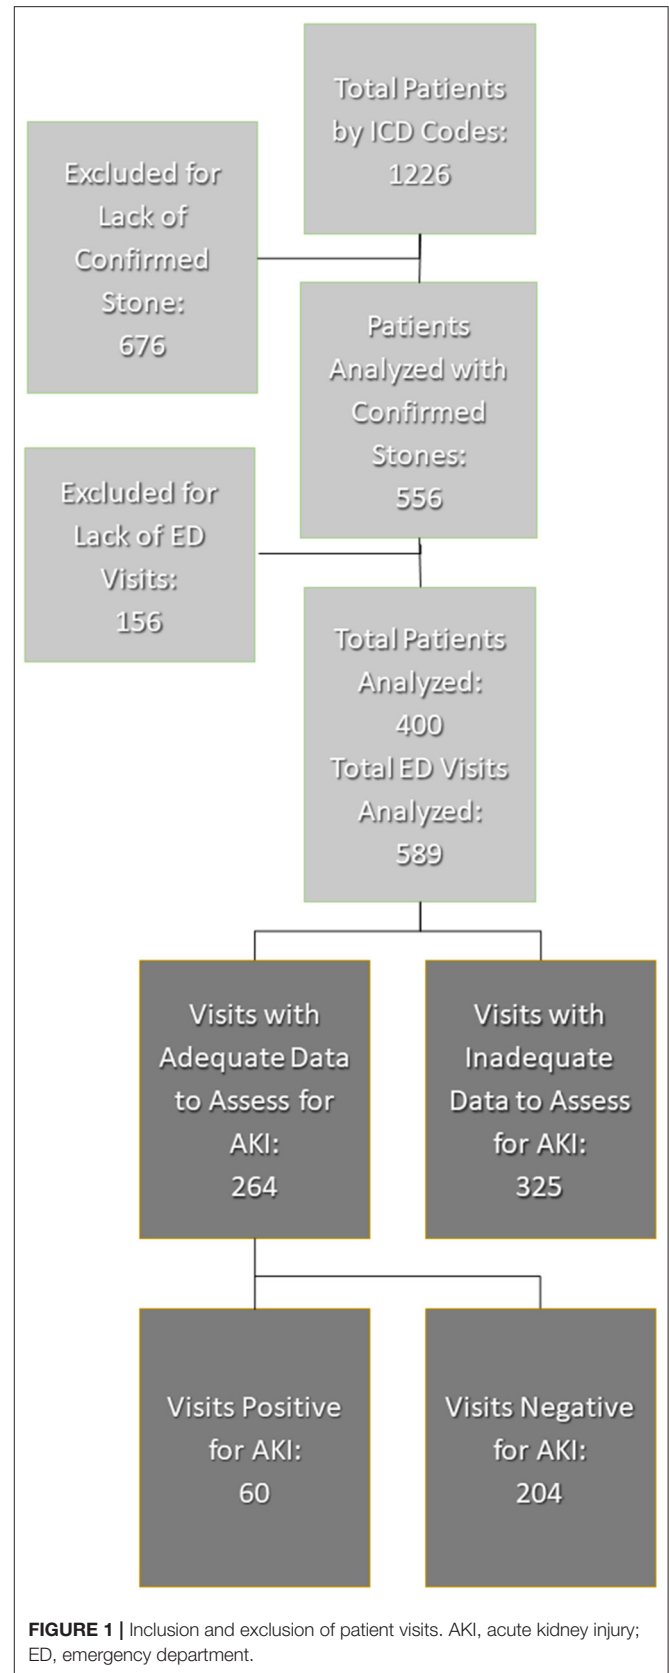 Total Patients
by ICD Codes:
1226
Excluded for
Lack of
Confirmed
Stone:
676
Patients
Analyzed with
Confirmed
Stones:
556
Excluded for
Lack of ED
Visits:
156
Total Patients
Analyzed:
400
Total ED Visits
Analyzed:
589
Visits with
Adequate Data
to Assess for
AKI:
264
Visits with
Inadequate
Data to Assess
for AKI:
325
Visits Positive
for AKI:
60
Visits Negative
for AKI:
204
FIGURE 1 | Inclusion and exclusion of patient visits. AKI, acute kidney injury;
ED, emergency department.